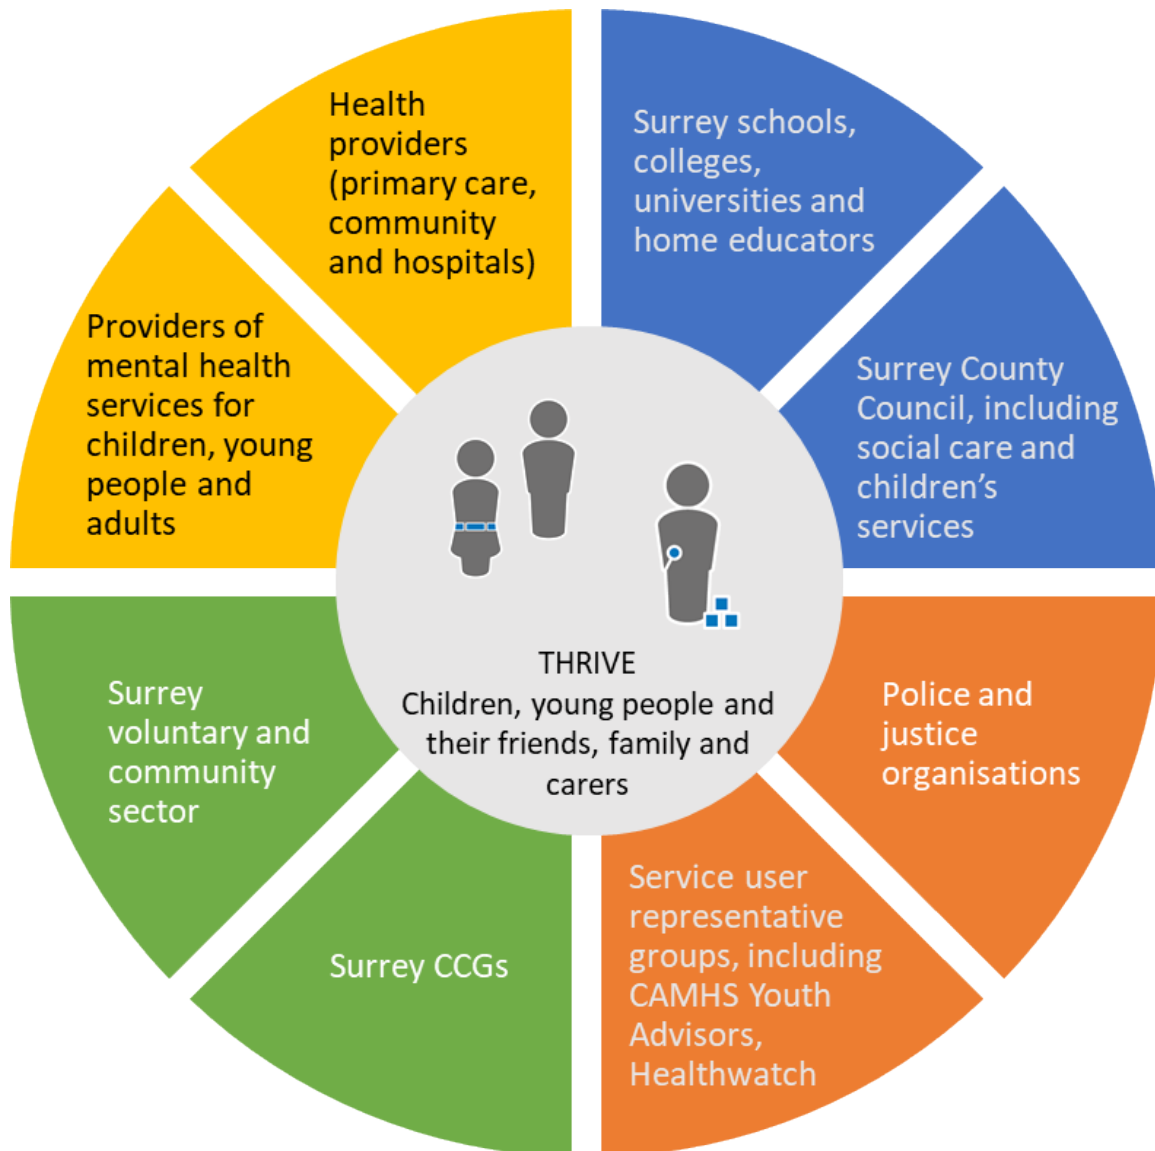 Health
providers
(primary care,
community
and hospitals)
Surrey schools,
colleges,
universities and
home educators
Surrey County
Council, including
social care and
children’s
services
Police and
justice
organisations
Service user
representative
groups, including
CAMHS Youth
Advisors,
Healthwatch
Surrey CCGs
Surrey
voluntary and
community
sector
Providers of
mental health
services for
children, young
people and
adults
THRIVE
Children, young people and
their friends, family and
carers